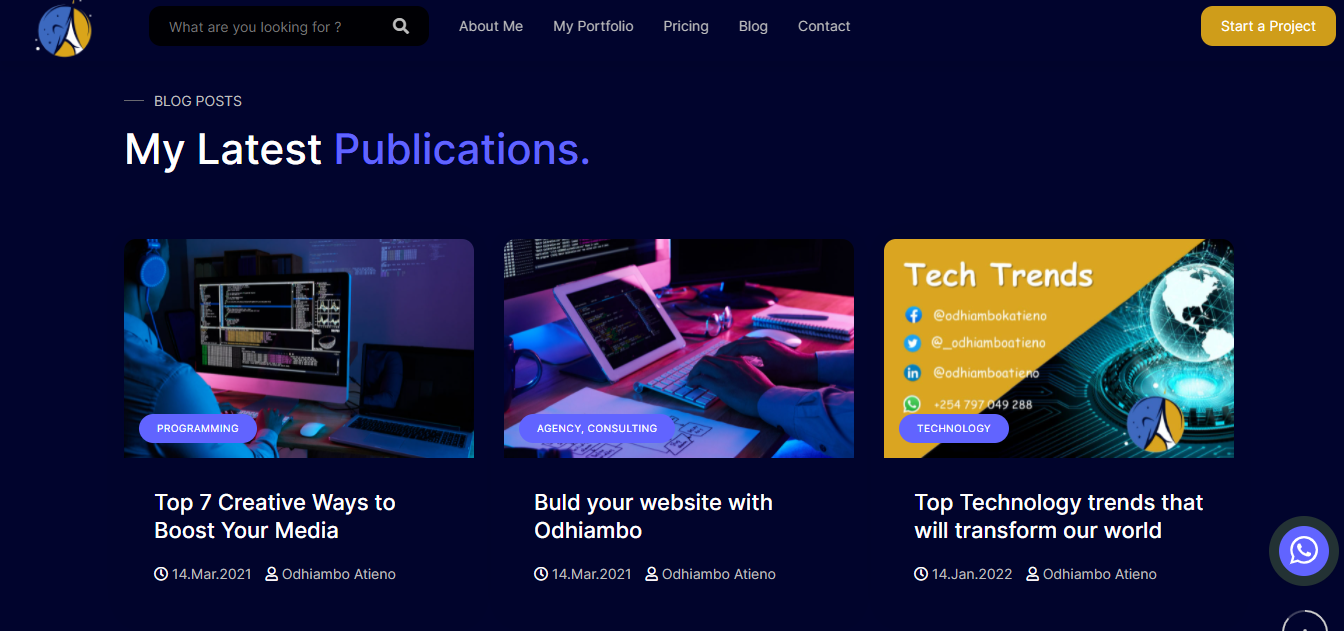 What are you looking for ?
About Me
My Portfolio
Pricing
Blog
Contact
Start a Project
BLOG POSTS
My Latest Publications.
PROGRAMMING
Top 7 Creative Ways to
Boost Your Media
14.Mar.2021
Odhiambo Atieno
AGENCY, CONSULTING
Buld your website with
Odhiambo
14.Mar.2021
Odhiambo Atieno
Tech Trends
@odhiambokatieno
@_odhiamboatieno
@odhiamboatieno
+254 797 049 288
TECHNOLOGY
Top Technology trends that
will transform our world
14.Jan.2022
Odhiambo Atieno